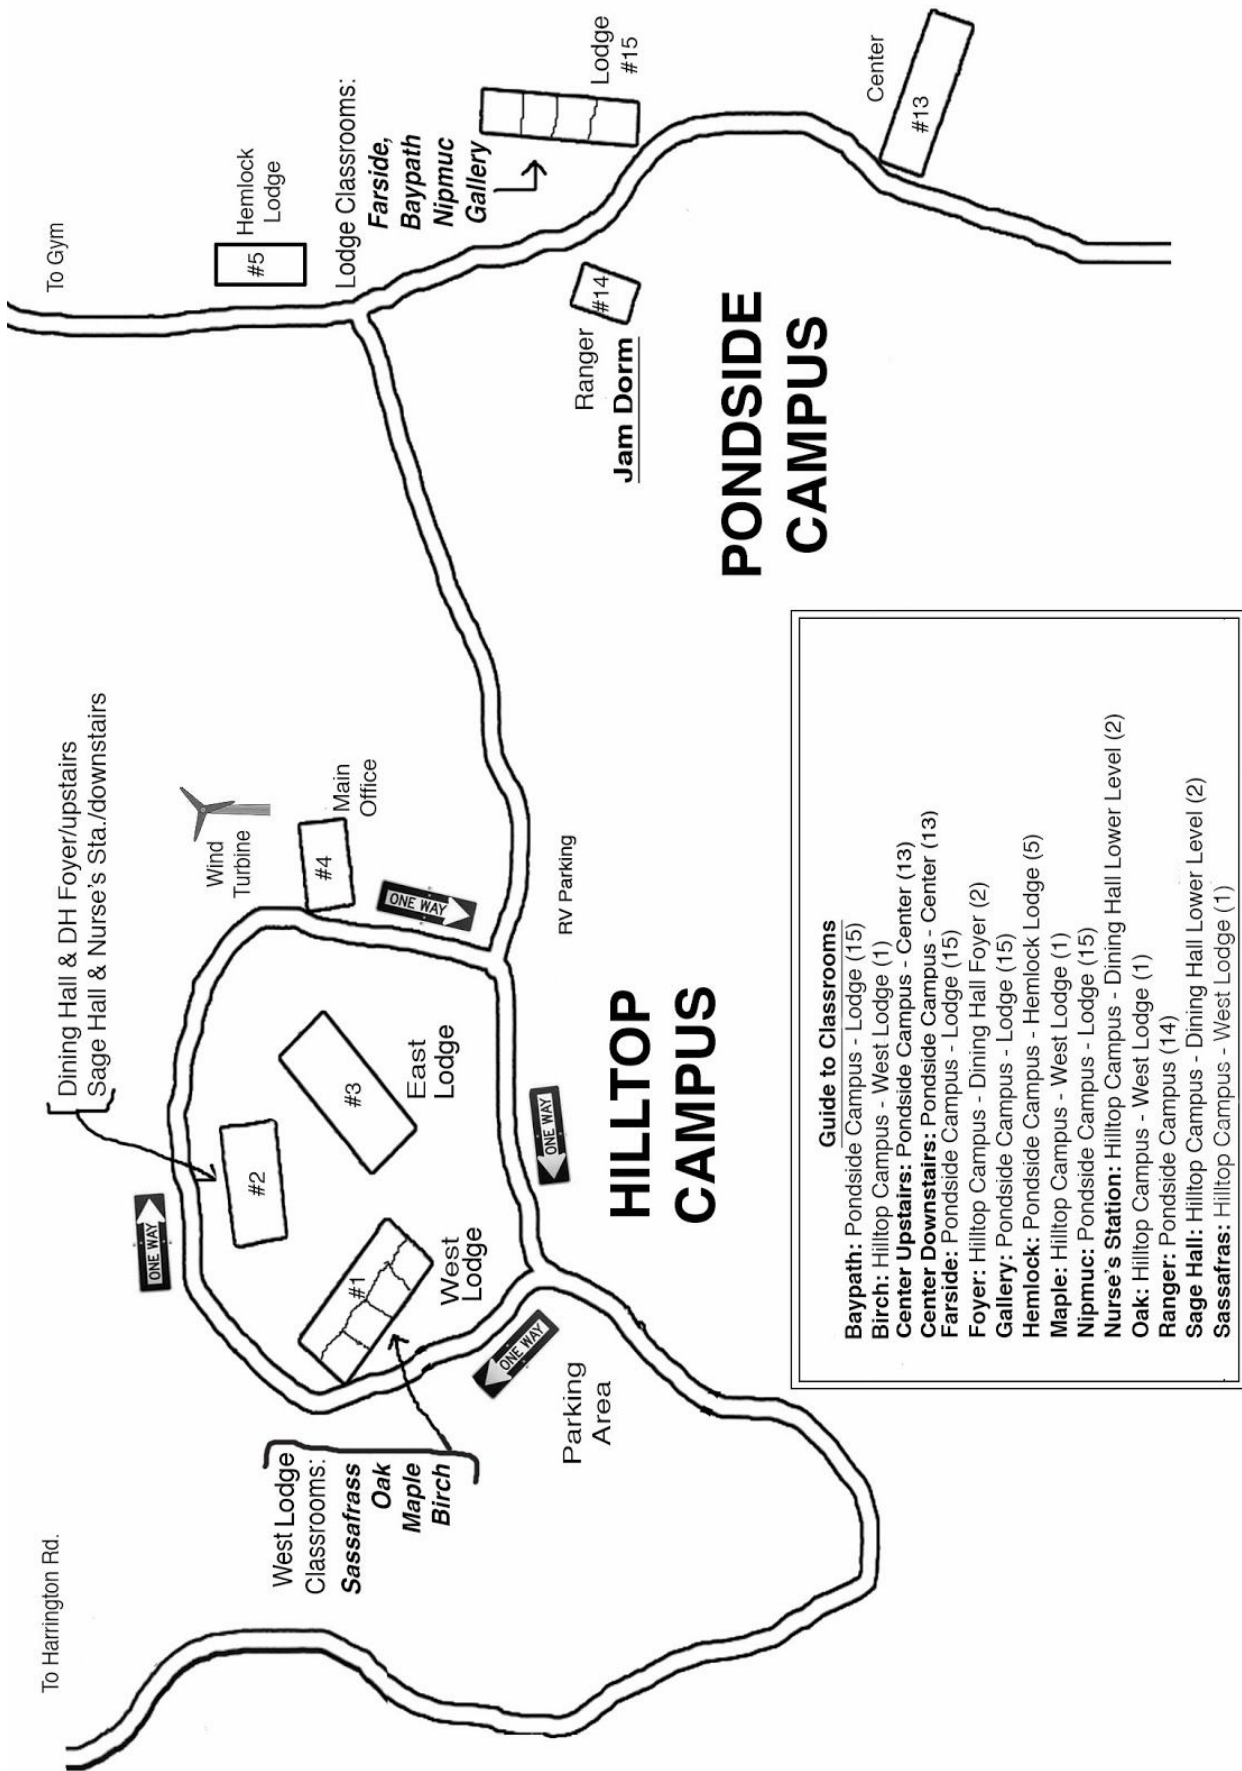 To Harrington Rd.
West Lodge
Classrooms:
Sassafrass
Oak
Maple
Birch
Parking
Area
ONE WAY
ONE WAY
ONE WAY
ONE WAY
Dining Hall & DH Foyer/upstairs
Sage Hall & Nurse's Sta./downstairs
#1
West
Lodge
#2
#3
East
Lodge
Wind
Turbine
#4
Main
Office
RV Parking
HILLTOP
CAMPUS
To Gym
#5
Hemlock
Lodge
Lodge Classrooms:
Farside,
Baypath
Nipmuc
Gallery
Lodge
#15
Ranger
#14
Jam Dorm
Center
#13
PONDSIDE
CAMPUS
Guide to Classrooms
Baypath: Pondside Campus - Lodge (15)
Birch: Hilltop Campus - West Lodge (1)
Center Upstairs: Pondside Campus - Center (13)
Center Downstairs: Pondside Campus - Center (13)
Farside: Pondside Campus - Lodge (15)
Foyer: Hilltop Campus - Dining Hall Foyer (2)
Gallery: Pondside Campus - Lodge (15)
Hemlock: Pondside Campus - Hemlock Lodge (5)
Maple: Hilltop Campus - West Lodge (1)
Nipmuc: Pondside Campus - Lodge (15)
Nurse's Station: Hilltop Campus - Dining Hall Lower Level (2)
Oak: Hilltop Campus - West Lodge (1)
Ranger: Pondside Campus (14)
Sage Hall: Hilltop Campus - Dining Hall Lower Level (2)
Sassafras: Hilltop Campus - West Lodge (1)